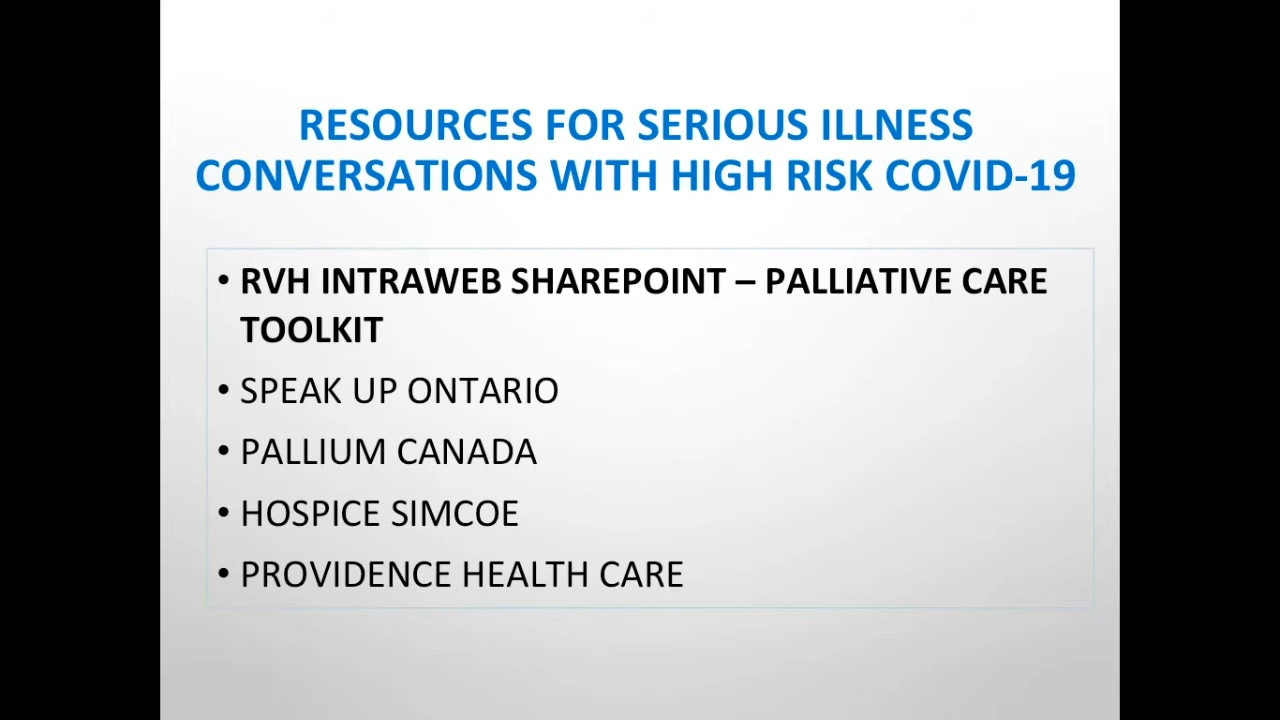 RESOURCES FOR SERIOUS ILLNESS
CONVERSATIONS WITH HIGH RISK COVID-19
• RVH INTRAWEB SHAREPOINT – PALLIATIVE CARE
TOOLKIT
• SPEAK UP ONTARIO
• PALLIUM CANADA
• HOSPICE SIMCOE
• PROVIDENCE HEALTH CARE